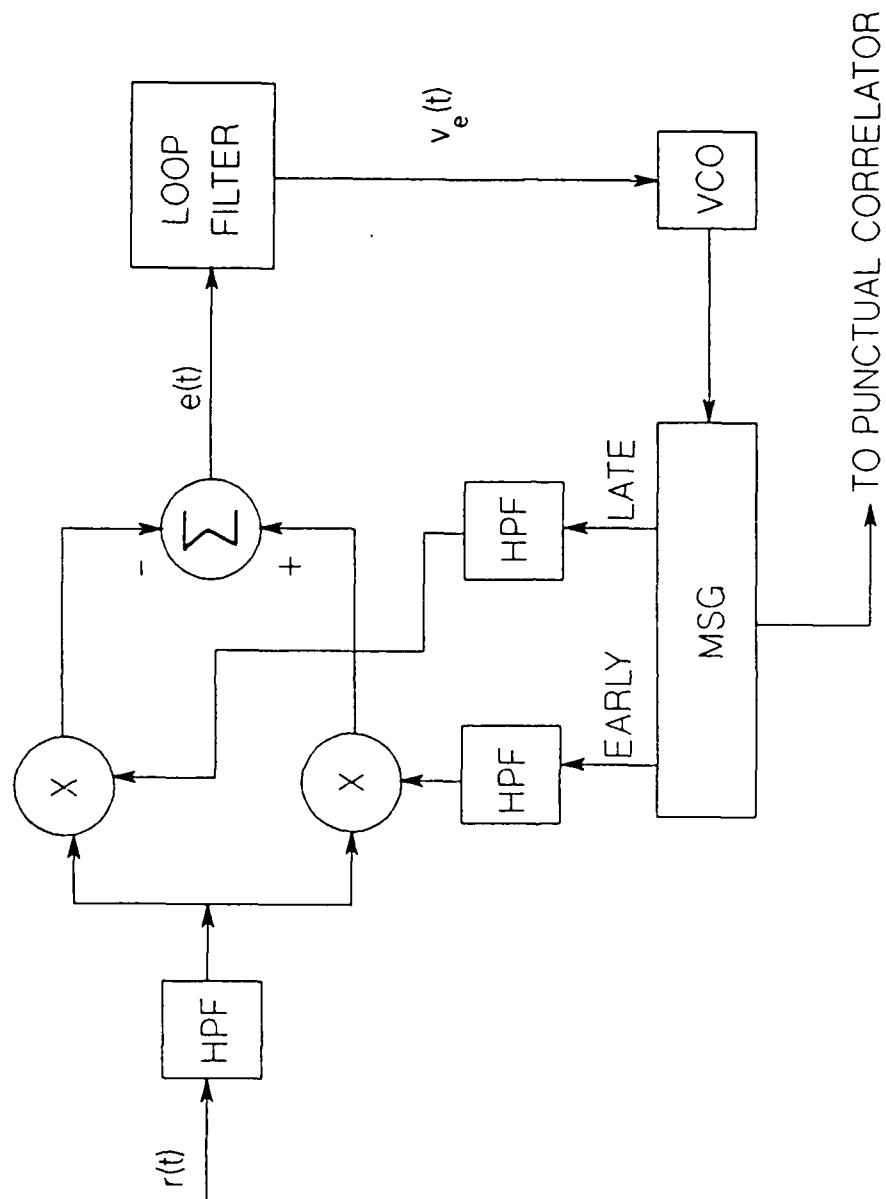 r(t)
HPF
X
X
-
+
Σ
e(t)
LOOP
FILTER
v_e(t)
VCO
HPF
HPF
EARLY
LATE
MSG
TO PUNCTUAL CORRELATOR